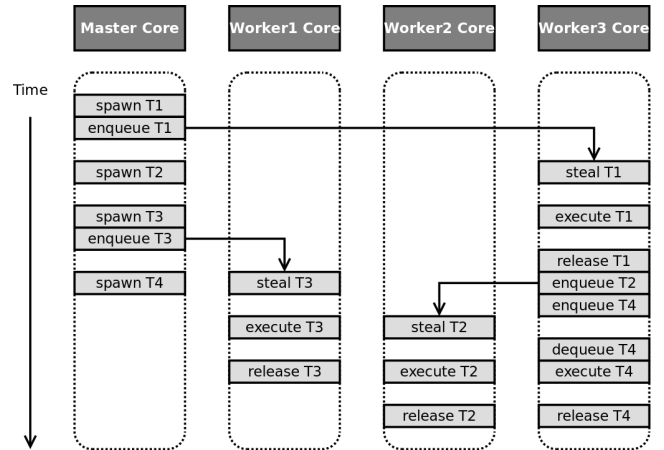 Master Core
Worker1 Core
Worker2 Core
Worker3 Core
Time
spawn T1
enqueue T1
spawn T2
spawn T3
enqueue T3
spawn T4
steal T3
execute T3
release T3
steal T2
execute T2
release T2
steal T1
execute T1
release T1
enqueue T2
enqueue T4
dequeue T4
execute T4
release T4